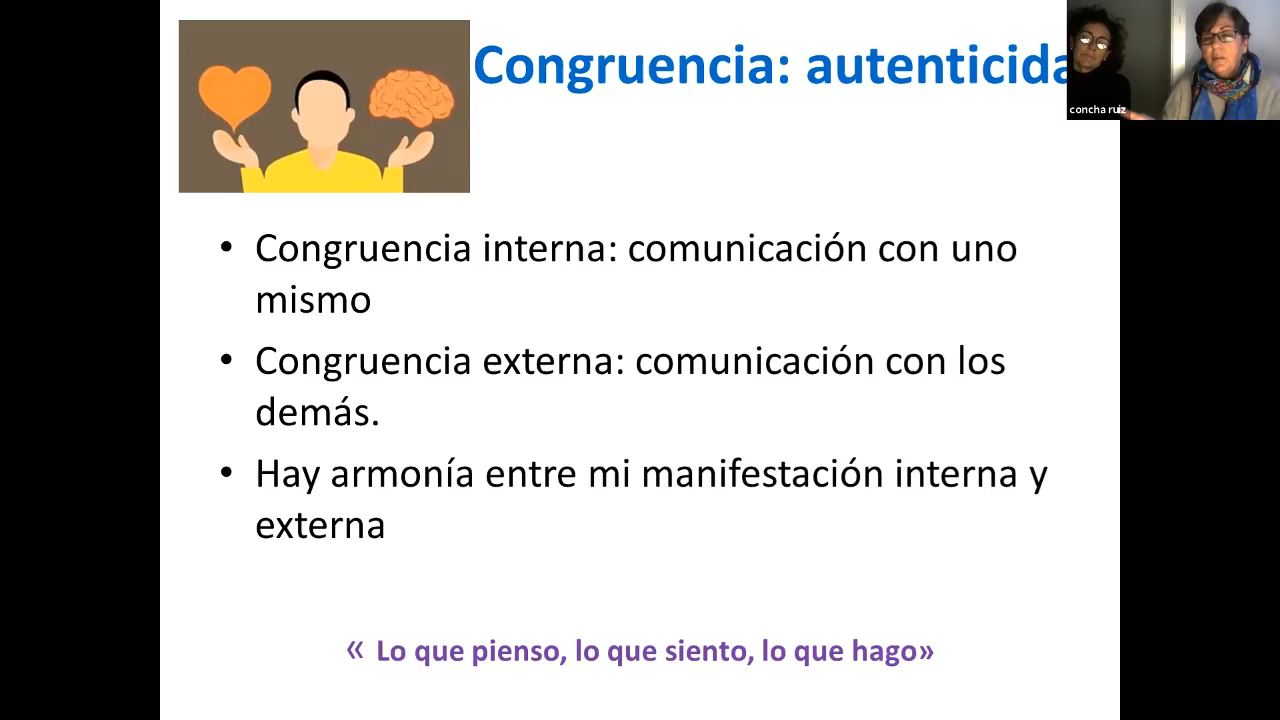 Congruencia: autenticida
concha ruiz
• Congruencia interna: comunicación con uno
mismo
• Congruencia externa: comunicación con los
demás.
• Hay armonía entre mi manifestación interna y
externa
« Lo que pienso, lo que siento, lo que hago»